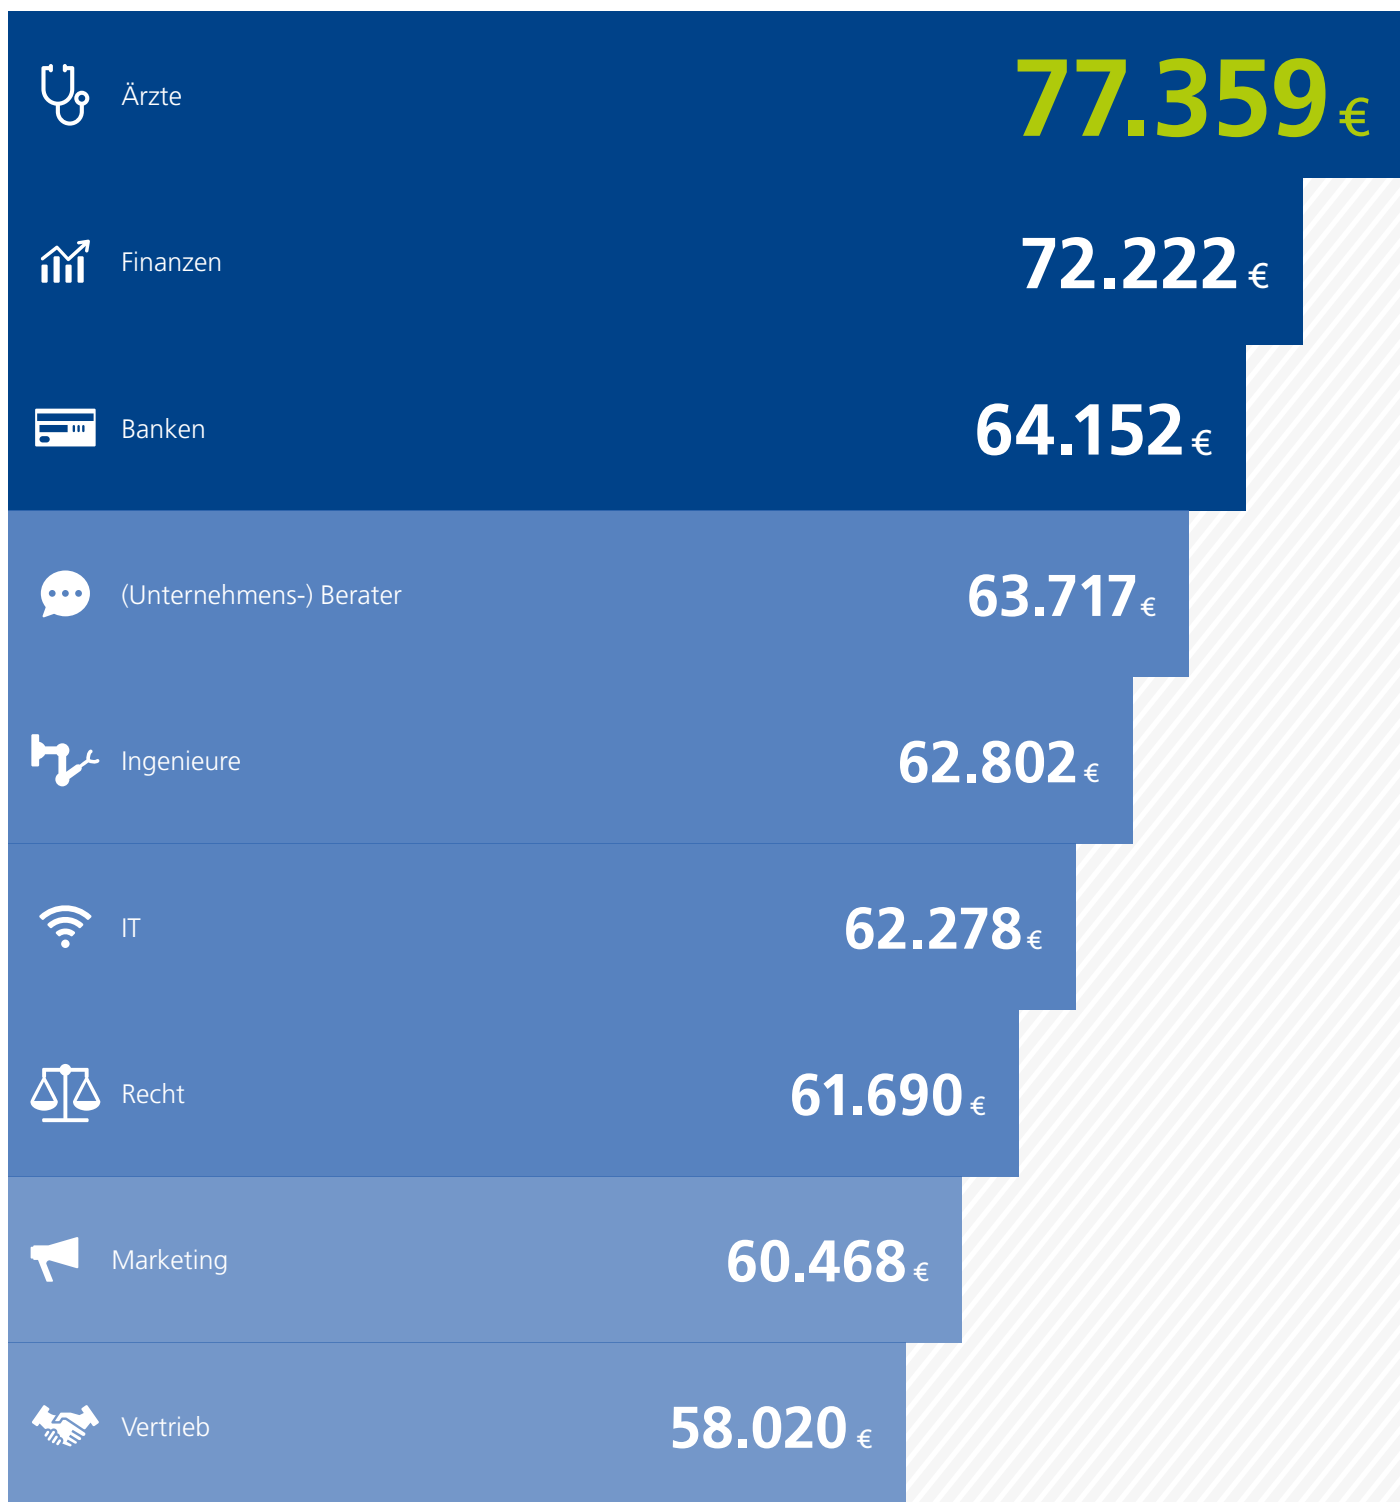 Ärzte 77.359 €
Finanzen 72.222 €
Banken 64.152 €
(Unternehmens-) Berater 63.717 €
Ingenieure 62.802 €
IT 62.278 €
Recht 61.690 €
Marketing 60.468 €
Vertrieb 58.020 €